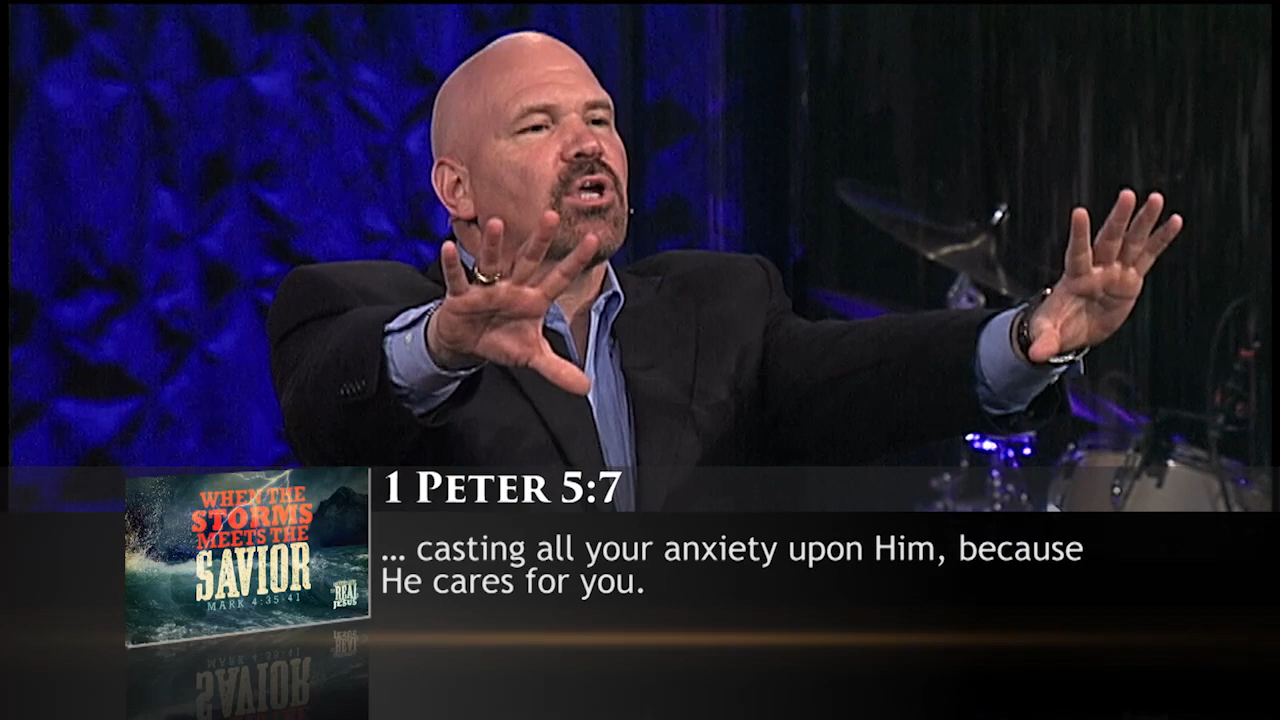 1 PETER 5:7
… casting all your anxiety upon Him, because
He cares for you.
WHEN THE
STORMS
MEETS THE
SAVIOR
MARK 4:35-41
REAL
JESUS